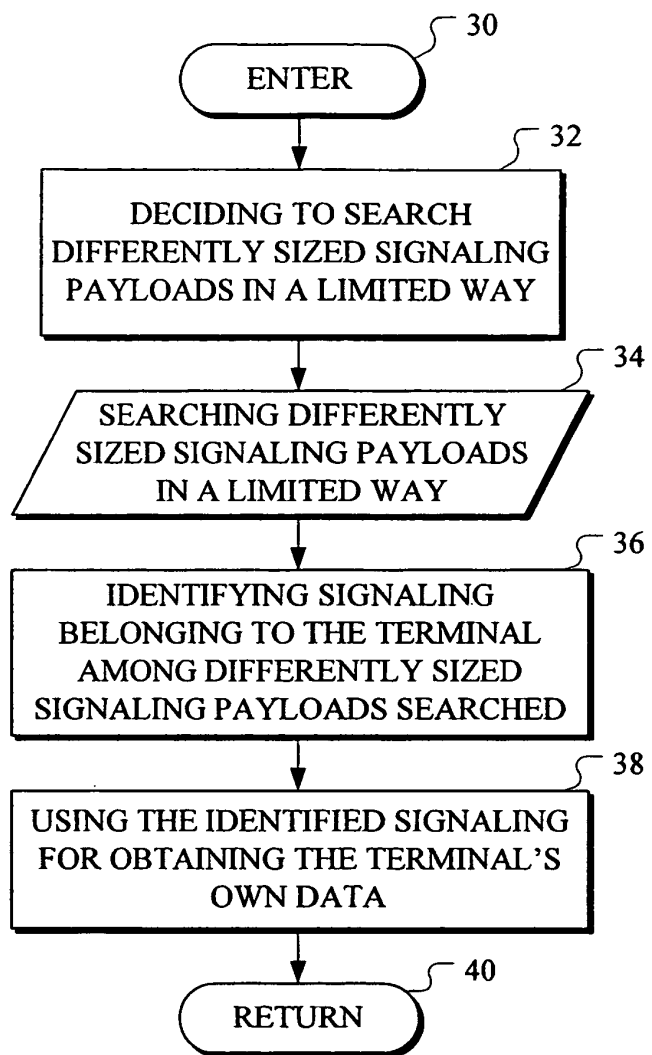 30
ENTER
32
DECIDING TO SEARCH
DIFFERENTLY SIZED SIGNALING
PAYLOADS IN A LIMITED WAY
34
SEARCHING DIFFERENTLY
SIZED SIGNALING PAYLOADS
IN A LIMITED WAY
36
IDENTIFYING SIGNALING
BELONGING TO THE TERMINAL
AMONG DIFFERENTLY SIZED
SIGNALING PAYLOADS SEARCHED
38
USING THE IDENTIFIED SIGNALING
FOR OBTAINING THE TERMINAL'S
OWN DATA
40
RETURN